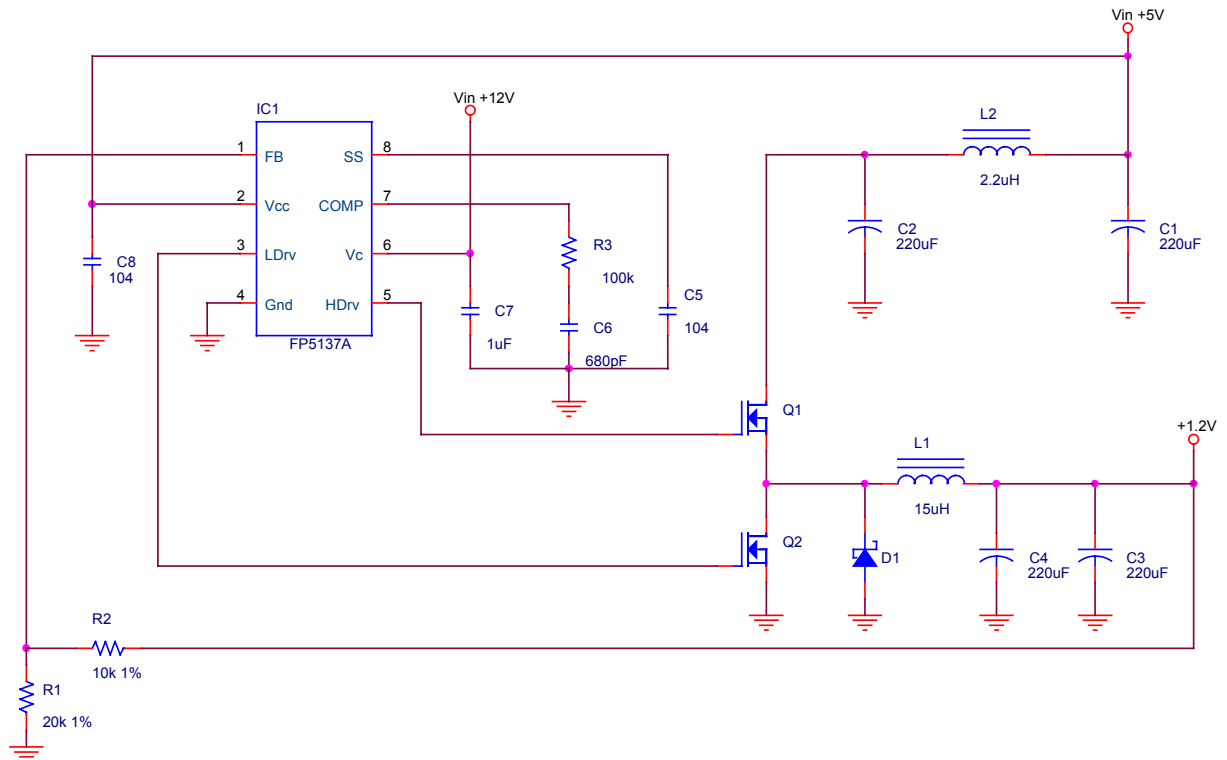 Vin +5V
Vin +12V
IC1
L2
1
FB
SS
8
2.2uH
2
Vcc
COMP
7
C2
220uF
C1
220uF
3
LDrv
Vc
6
R3
100k
C8
104
4
Gnd
HDrv
5
C7
1uF
C6
680pF
C5
104
FP5137A
Q1
+1.2V
L1
15uH
Q2
D1
C4
220uF
C3
220uF
R2
10k 1%
R1
20k 1%